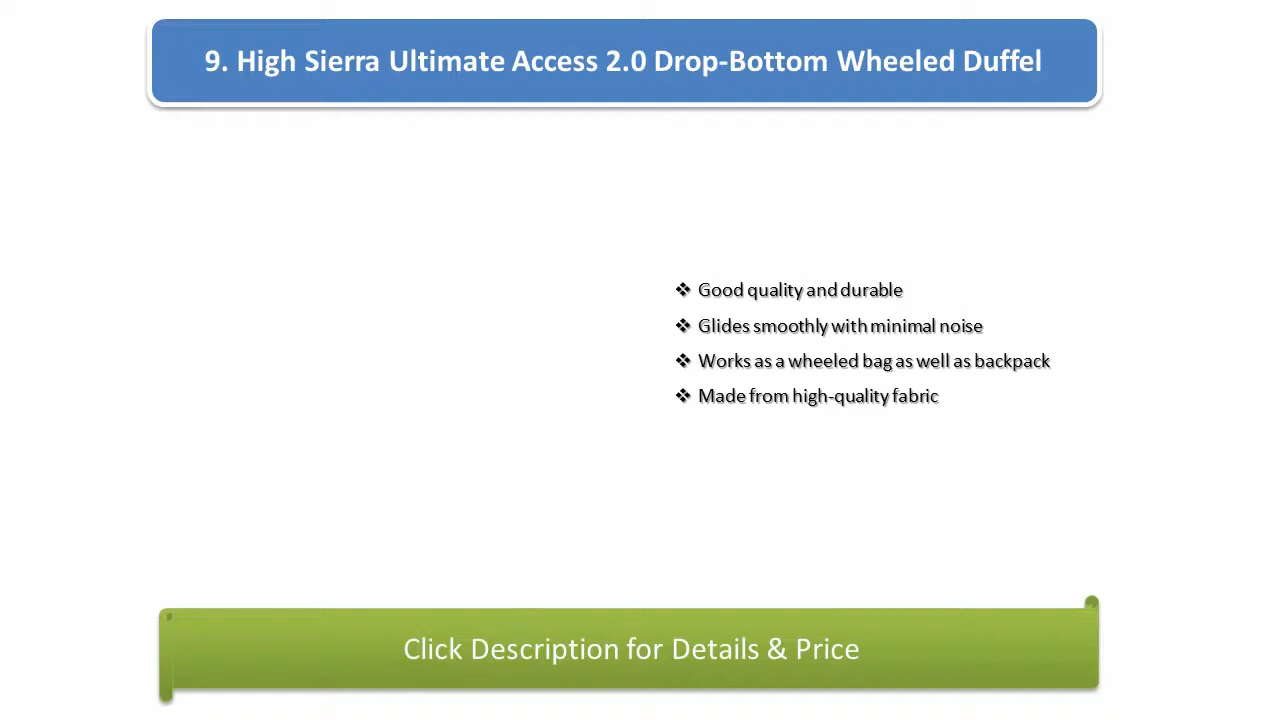 9. High Sierra Ultimate Access 2.0 Drop-Bottom Wheeled Duffel
❖ Good quality and durable
❖ Glides smoothly with minimal noise
❖ Works as a wheeled bag as well as backpack
❖ Made from high-quality fabric
Click Description for Details & Price